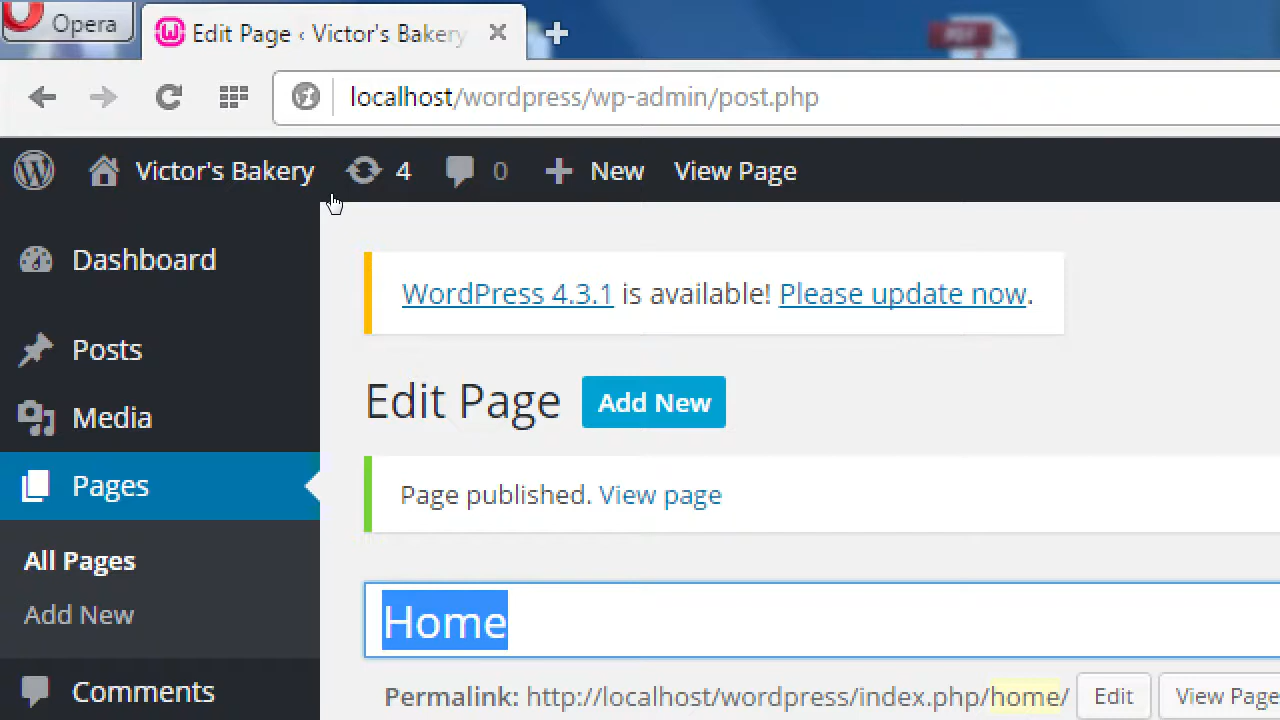 Opera
Edit Page ‹ Victor's Bakery
PDF
localhost/wordpress/wp-admin/post.php
Victor's Bakery 4 0 New View Page
Dashboard
WordPress 4.3.1 is available! Please update now.
Posts
Edit Page Add New
Media
Pages
Page published. View page
All Pages
Add New
Home
Comments
Permalink: http://localhost/wordpress/index.php/home/ Edit View Page